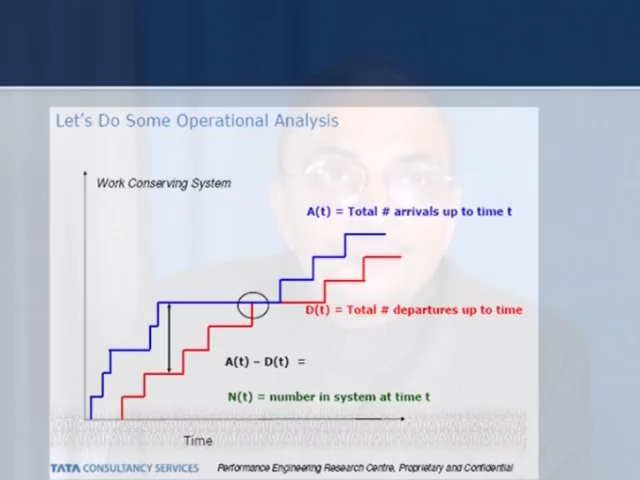 Let's Do Some Operational Analysis
Work Conserving System
A(t) = Total # arrivals up to time t
D(t) = Total # departures up to time
A(t) – D(t) =
N(t) = number in system at time t
Time
TATA CONSULTANCY SERVICES Performance Engineering Research Centre, Proprietary and Confidential